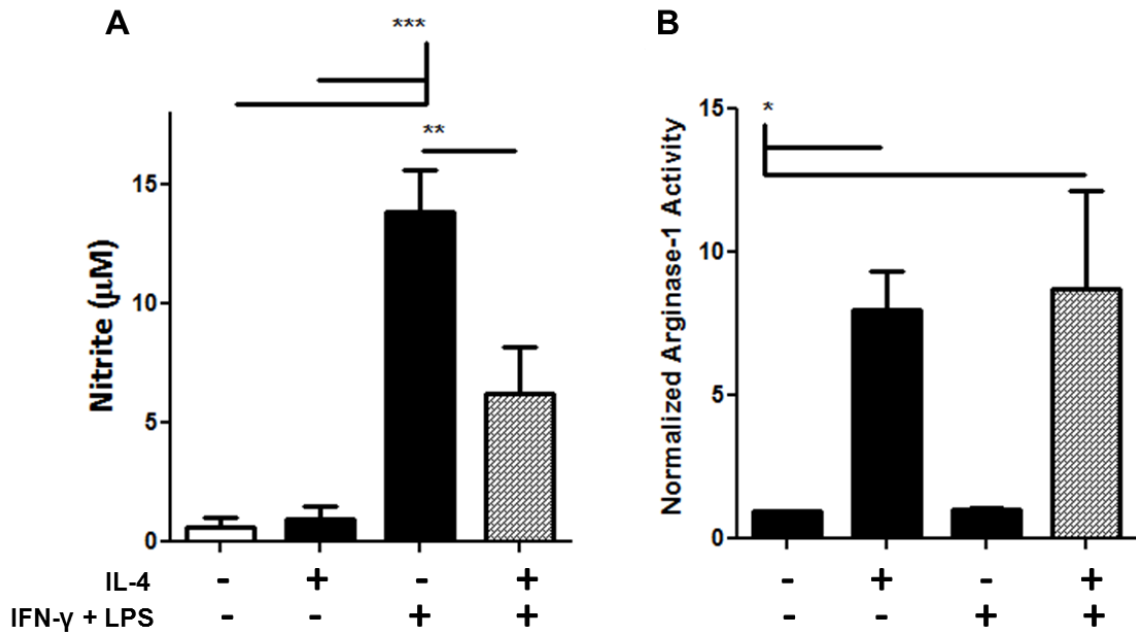 A
***
**
Nitrite (µM)
15
10
5
0
IL-4 - + - +
IFN-γ + LPS - - + +
B
*
Normalized Arginase-1 Activity
15
10
5
0
- + - +
- - + +